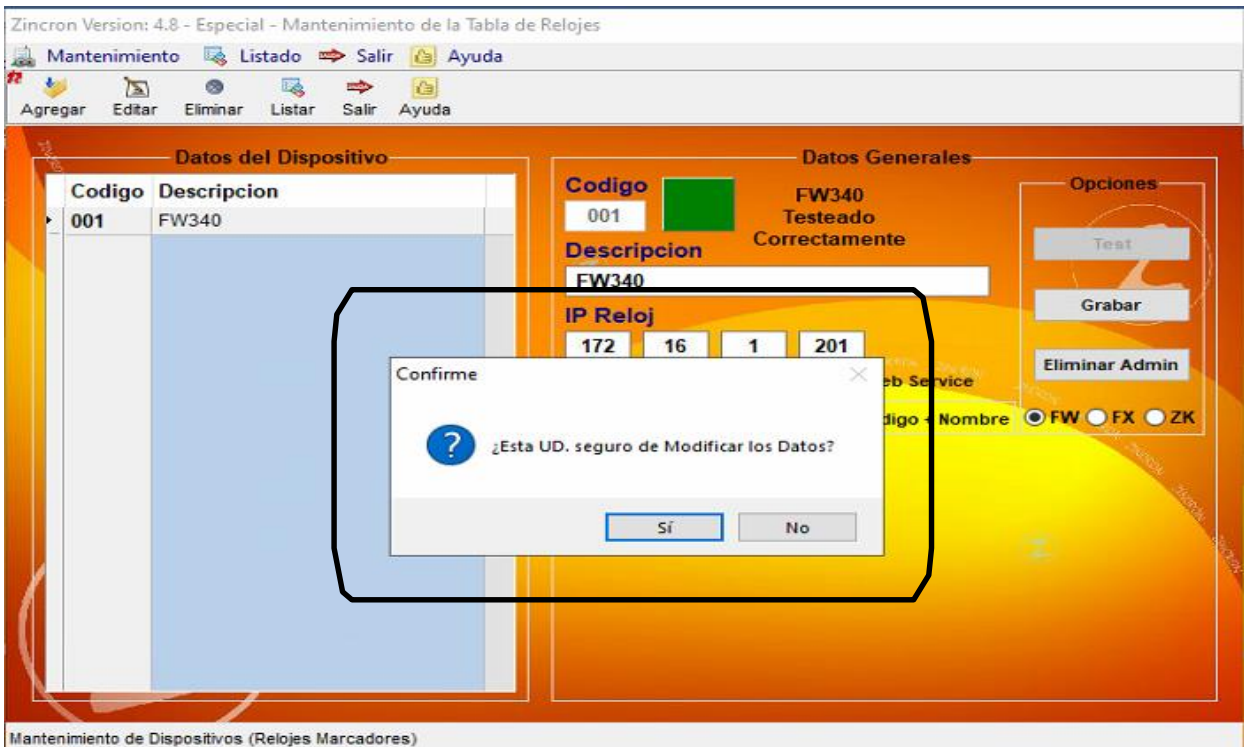 Zincron Version: 4.8 - Especial - Mantenimiento de la Tabla de Relojes
Mantenimiento Listado Salir Ayuda
Agregar Editar Eliminar Listar Salir Ayuda
Datos del Dispositivo
Codigo Descripcion
001 FW340
Datos Generales
Codigo
001
FW340
Testeado
Correctamente
Descripcion
FW340
IP Reloj
172 16 1 201
eb Service
digo + Nombre
Opciones
Test
Grabar
Eliminar Admin
FW FX ZK
Confirme
¿Esta UD. seguro de Modificar los Datos?
Sí No
Mantenimiento de Dispositivos (Relojes Marcadores)